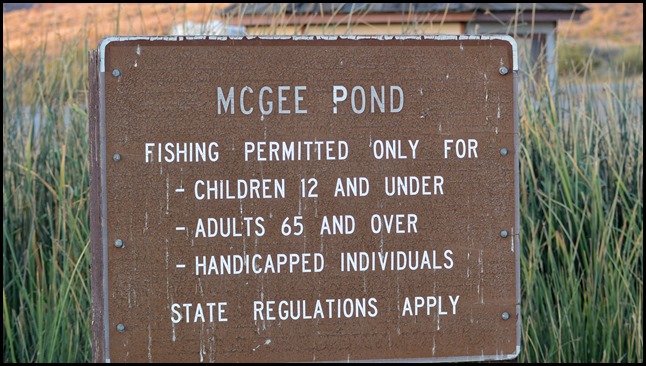 MCGEE POND
FISHING PERMITTED ONLY FOR
- CHILDREN 12 AND UNDER
- ADULTS 65 AND OVER
- HANDICAPPED INDIVIDUALS
STATE REGULATIONS APPLY